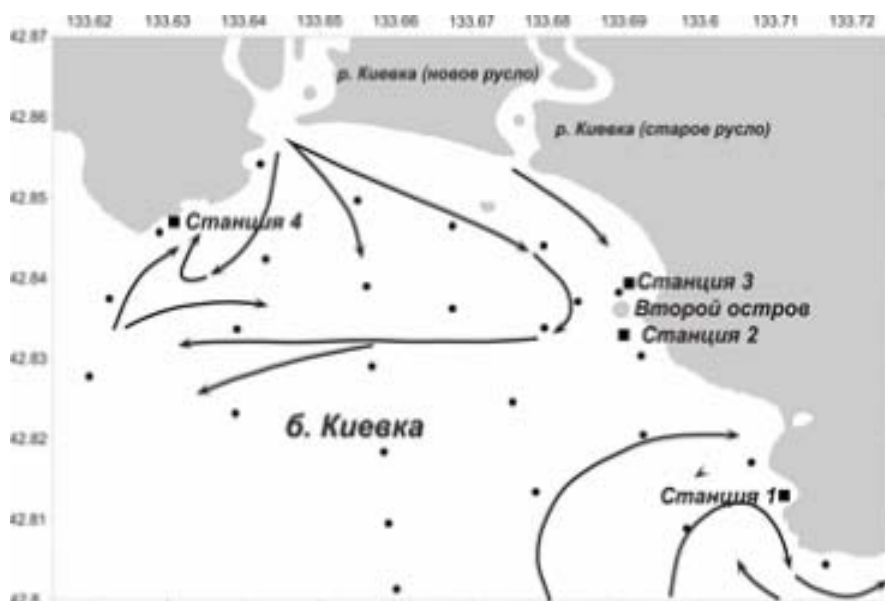 133.62 133.63 133.64 133.65 133.66 133.67 133.68 133.69 133.6 133.71 133.72
42.87
р. Киевка (новое русло)
42.86
р. Киевка (старое русло)
42.85
Станция 4
42.84
Станция 3
Второй остров
42.83
Станция 2
б. Киевка
42.82
Станция 1
42.81
42.8